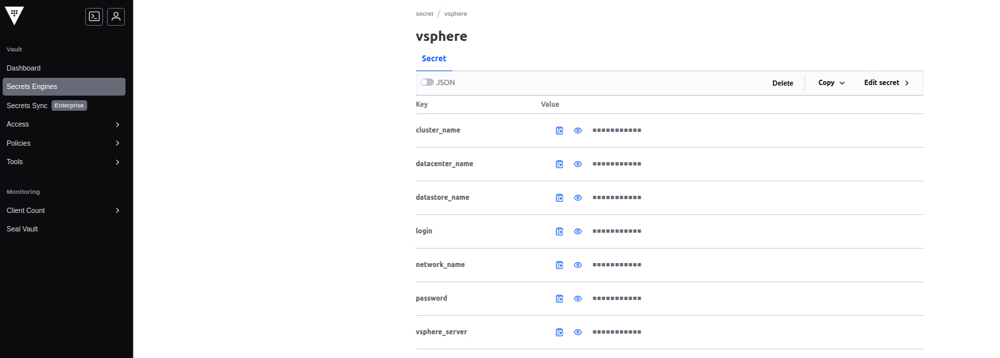 Vault
Dashboard
Secrets Engines
Secrets Sync Enterprise
Access
Policies
Tools
Monitoring
Client Count
Seal Vault
secret / vsphere
vsphere
Secret
JSON Delete Copy Edit secret
Key Value
cluster_name
datacenter_name
datastore_name
login
network_name
password
vsphere_server